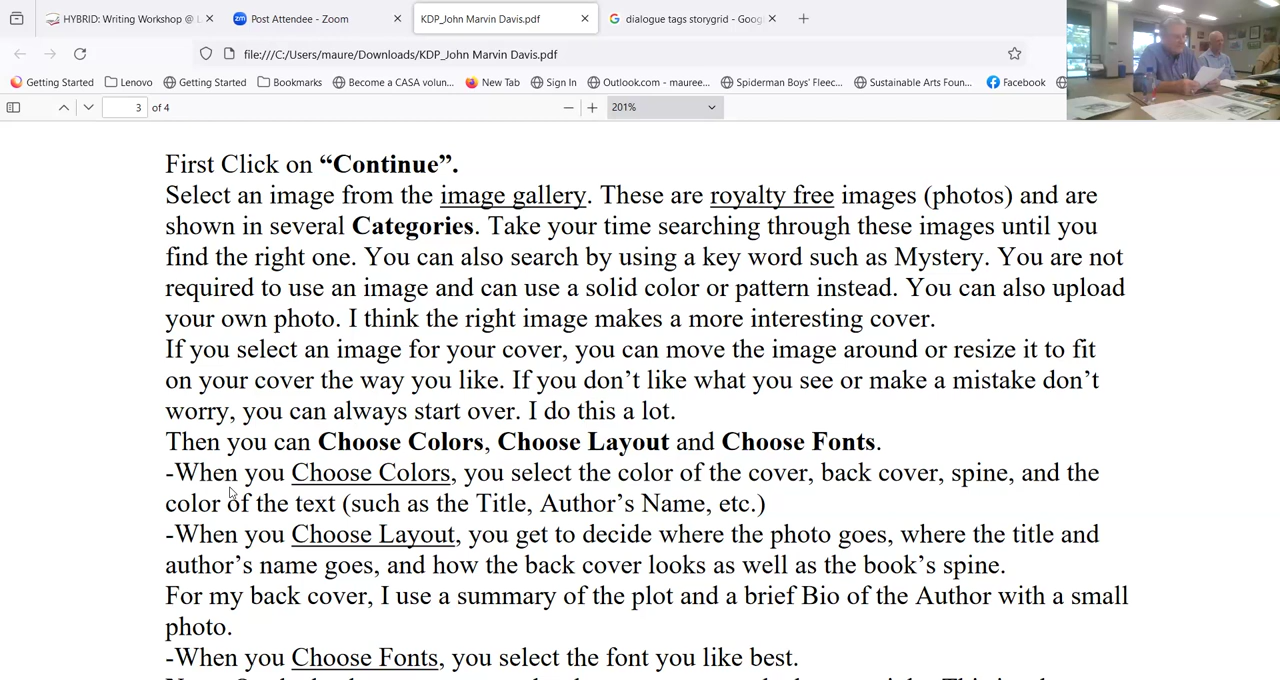 HYBRID: Writing Workshop @ L
Post Attendee - Zoom
KDP_John Marvin Davis.pdf
dialogue tags storygrid - Goog
file:///C:/Users/maure/Downloads/KDP_John Marvin Davis.pdf
Getting Started
Lenovo
Getting Started
Bookmarks
Become a CASA volun...
New Tab
Sign In
Outlook.com - mauree...
Spiderman Boys' Fleec...
Sustainable Arts Foun...
Facebook
3 of 4
201%
First Click on “Continue”.
Select an image from the image gallery. These are royalty free images (photos) and are
shown in several Categories. Take your time searching through these images until you
find the right one. You can also search by using a key word such as Mystery. You are not
required to use an image and can use a solid color or pattern instead. You can also upload
your own photo. I think the right image makes a more interesting cover.
If you select an image for your cover, you can move the image around or resize it to fit
on your cover the way you like. If you don’t like what you see or make a mistake don’t
worry, you can always start over. I do this a lot.
Then you can Choose Colors, Choose Layout and Choose Fonts.
-When you Choose Colors, you select the color of the cover, back cover, spine, and the
color of the text (such as the Title, Author’s Name, etc.)
-When you Choose Layout, you get to decide where the photo goes, where the title and
author’s name goes, and how the back cover looks as well as the book’s spine.
For my back cover, I use a summary of the plot and a brief Bio of the Author with a small
photo.
-When you Choose Fonts, you select the font you like best.